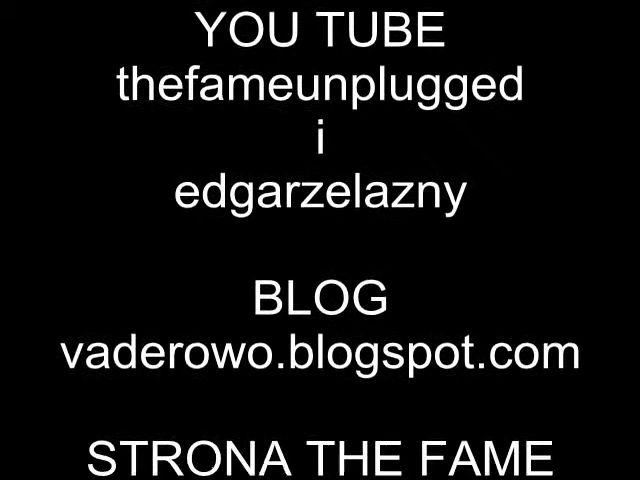 YOU TUBE
thefameunplugged
i
edgarzelazny
BLOG
vaderowo.blogspot.com
STRONA THE FAME